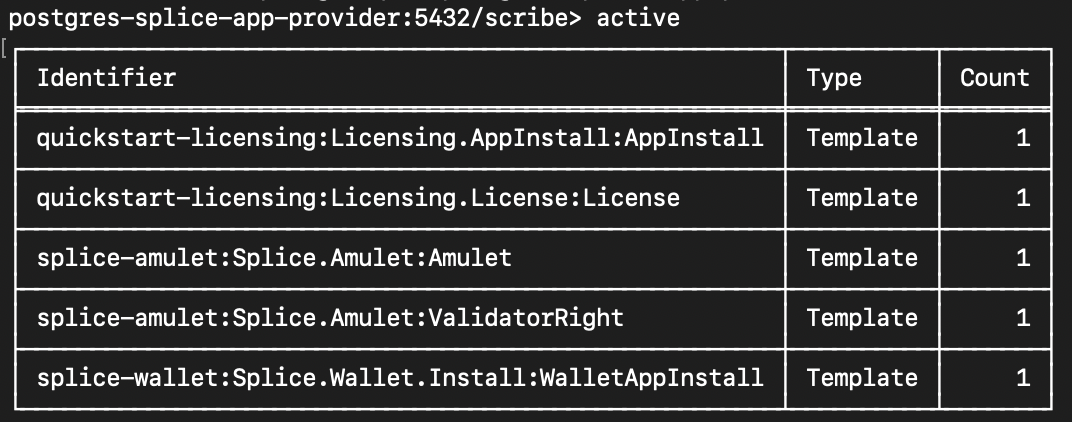 postgres-splice-app-provider:5432/scribe> active
Identifier Type Count
quickstart-licensing:Licensing.AppInstall:AppInstall Template 1
quickstart-licensing:Licensing.License:License Template 1
splice-amulet:Splice.Amulet:Amulet Template 1
splice-amulet:Splice.Amulet:ValidatorRight Template 1
splice-wallet:Splice.Wallet.Install:WalletAppInstall Template 1